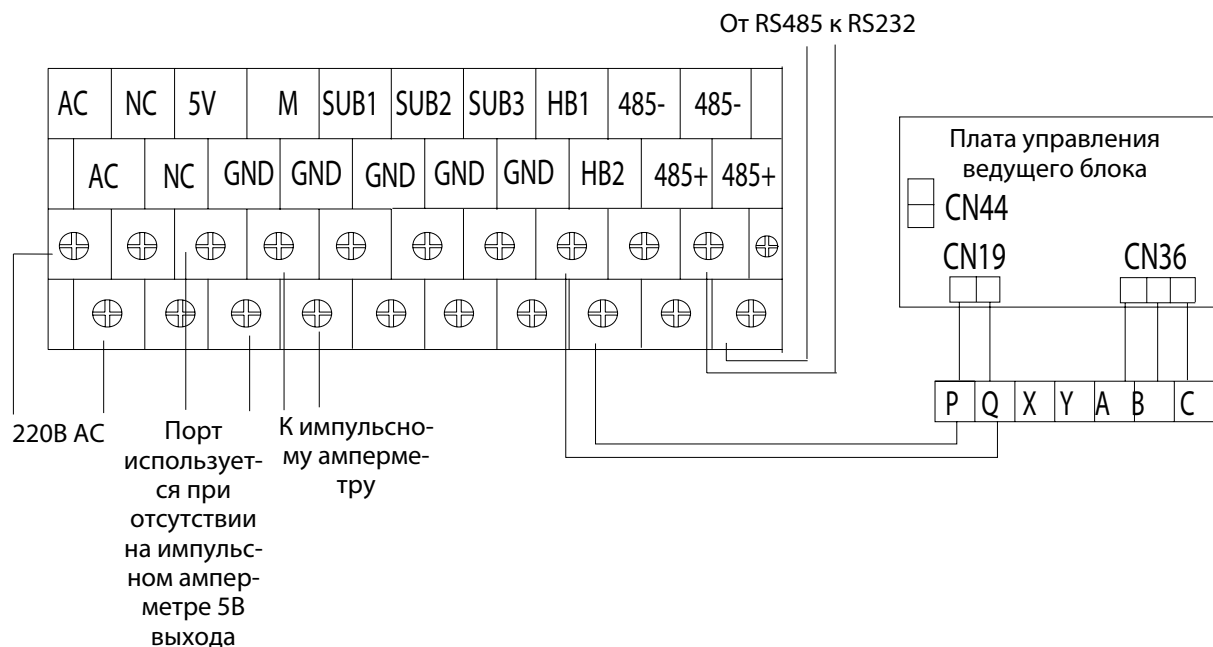 От RS485 к RS232
AC NC 5V M SUB1 SUB2 SUB3 HB1 485- 485-
AC NC GND GND GND GND GND HB2 485+ 485+
Плата управления
ведущего блока
CN44
CN19 CN36
P Q X Y A B C
220В AC
Порт
использует-
ся при
отсутствии
на импульс-
ном ампер-
метре 5В
выхода
К импульсно-
му амперме-
тру